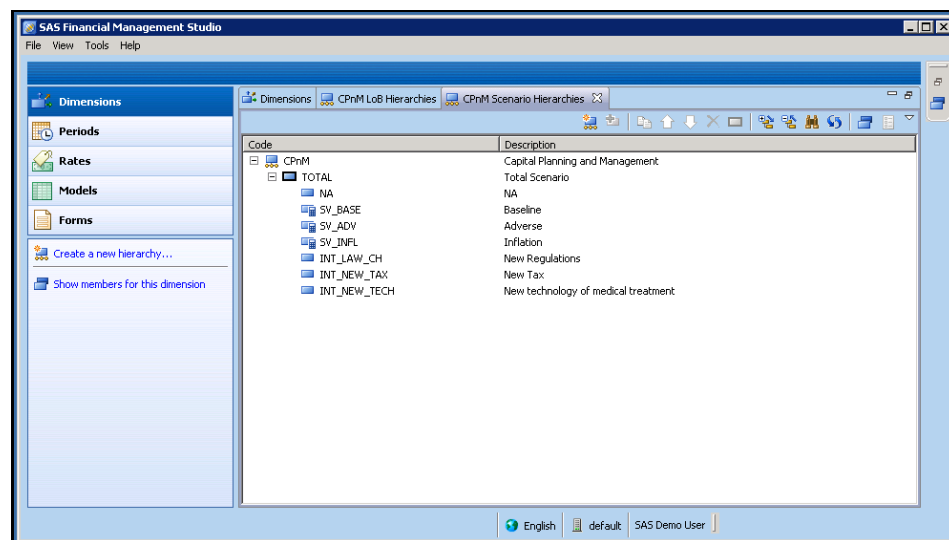 SAS Financial Management Studio
File View Tools Help
Dimensions
Periods
Rates
Models
Forms
Create a new hierarchy...
Show members for this dimension
Dimensions CPnM LoB Hierarchies CPnM Scenario Hierarchies
Code Description
CPnM Capital Planning and Management
TOTAL Total Scenario
NA NA
SV_BASE Baseline
SV_ADV Adverse
SV_INFL Inflation
INT_LAW_CH New Regulations
INT_NEW_TAX New Tax
INT_NEW_TECH New technology of medical treatment
English default SAS Demo User